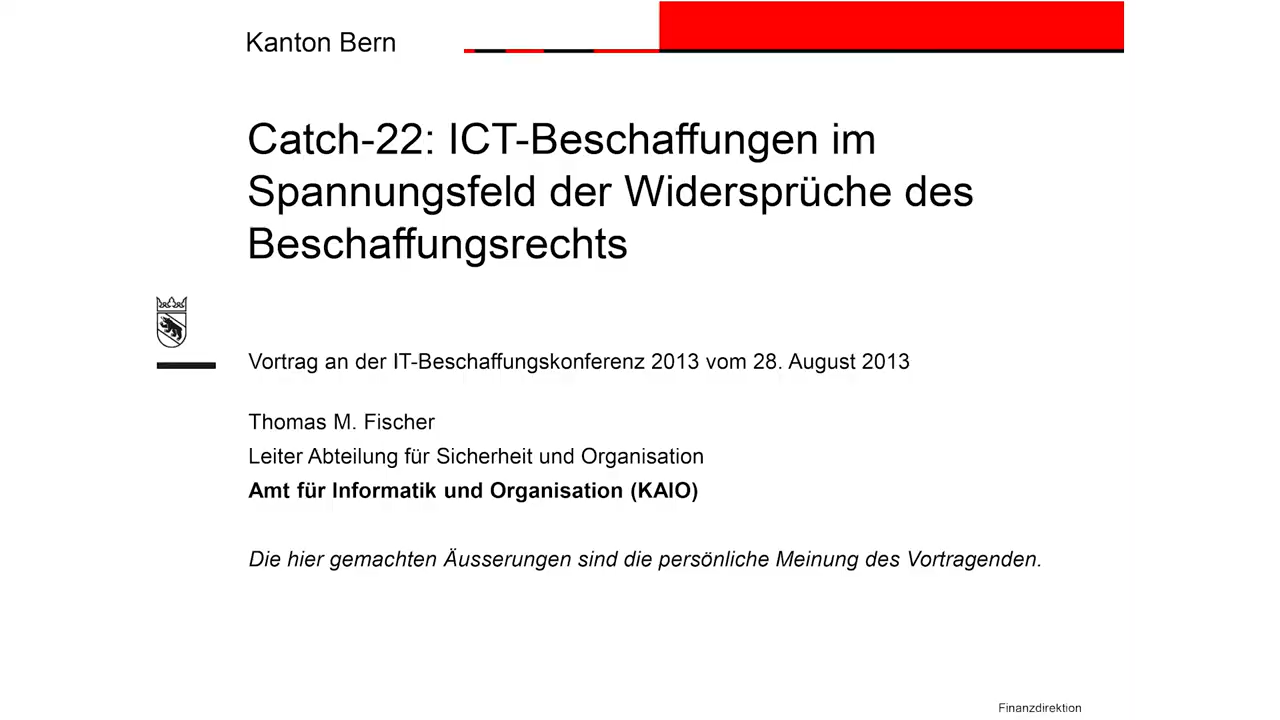 Kanton Bern
Catch-22: ICT-Beschaffungen im
Spannungsfeld der Widersprüche des
Beschaffungsrechts
Vortrag an der IT-Beschaffungskonferenz 2013 vom 28. August 2013
Thomas M. Fischer
Leiter Abteilung für Sicherheit und Organisation
Amt für Informatik und Organisation (KAIO)
Die hier gemachten Äusserungen sind die persönliche Meinung des Vortragenden.
Finanzdirektion